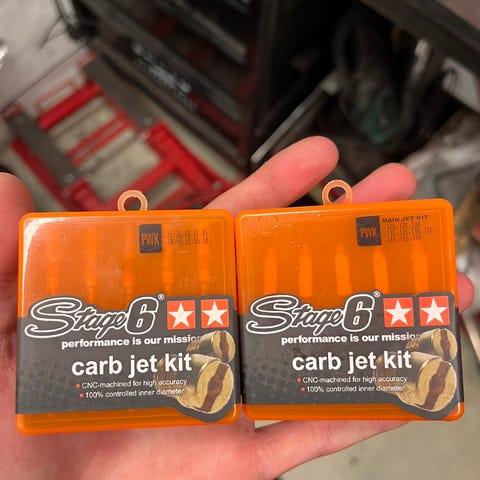 PWK
Stage6®
performance is our mission
carb jet kit
CNC-machined for high accuracy
100% controlled inner diameter
PWK
MAIN JET KIT
Stage6®
performance is our mission
carb jet kit
CNC-machined for high accuracy
100% controlled inner diameter